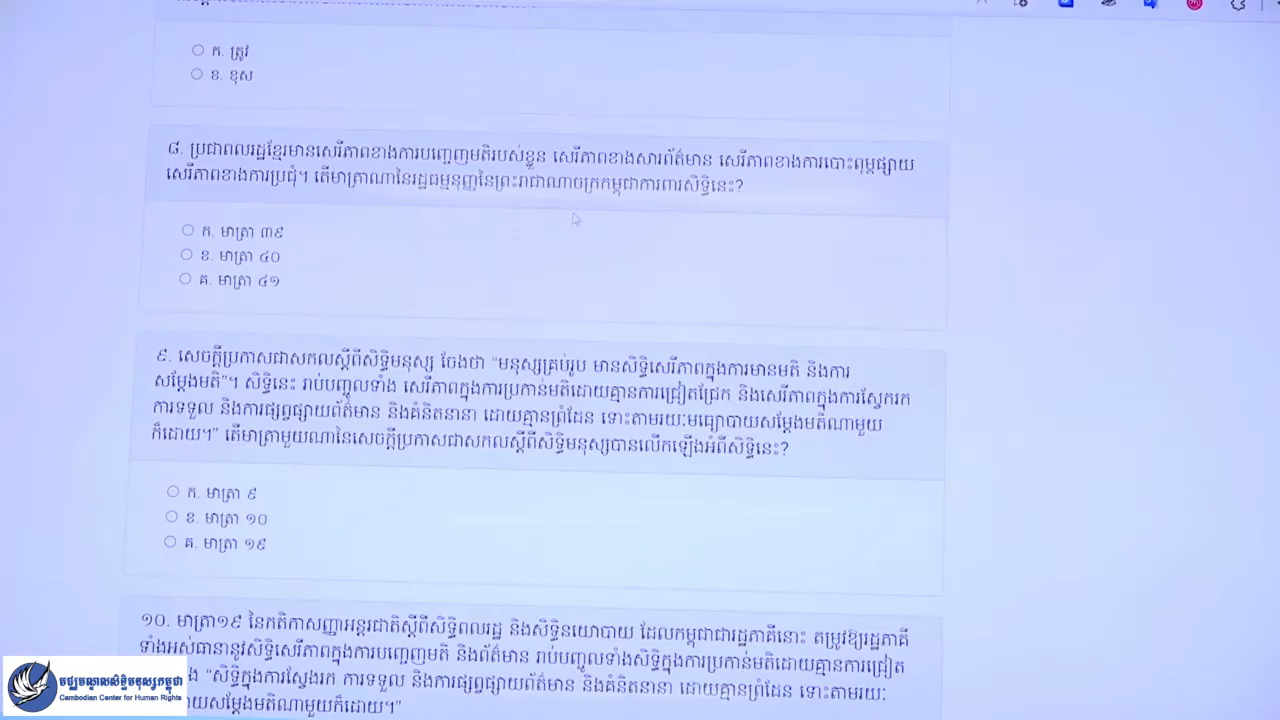 ក. ត្រូវ
ខ. ខុស
៨. ប្រជាពលរដ្ឋខ្មែរមានសេរីភាពខាងការបញ្ចេញមតិរបស់ខ្លួន សេរីភាពខាងសារព័ត៌មាន សេរីភាពខាងការបោះពុម្ពផ្សាយ
សេរីភាពខាងការប្រជុំ។ តើមាត្រាណានៃរដ្ឋធម្មនុញ្ញនៃព្រះរាជាណាចក្រកម្ពុជាការពារសិទ្ធិនេះ?
ក. មាត្រា ៣៩
ខ. មាត្រា ៤០
គ. មាត្រា ៤១
៩. សេចក្តីប្រកាសជាសកលស្តីពីសិទ្ធិមនុស្ស ចែងថា “មនុស្សគ្រប់រូប មានសិទ្ធិសេរីភាពក្នុងការមានមតិ និងការ
សម្តែងមតិ”។ សិទ្ធិនេះ រាប់បញ្ចូលទាំង សេរីភាពក្នុងការប្រកាន់មតិដោយគ្មានការជ្រៀតជ្រែក និងសេរីភាពក្នុងការស្វែករក
ការទទួល និងការផ្សព្វផ្សាយព័ត៌មាន និងគំនិតនានា ដោយគ្មានព្រំដែន ទោះតាមរយៈមធ្យោបាយសម្តែងមតិណាមួយ
ក៏ដោយ។” តើមាត្រាមួយណានៃសេចក្តីប្រកាសជាសកលស្តីពីសិទ្ធិមនុស្សបានលើកឡើងអំពីសិទ្ធិនេះ?
ក. មាត្រា ៩
ខ. មាត្រា ១០
គ. មាត្រា ១៩
១០. មាត្រា១៩ នៃកតិកាសញ្ញាអន្តរជាតិស្តីពីសិទ្ធិពលរដ្ឋ និងសិទ្ធិនយោបាយ ដែលកម្ពុជាជារដ្ឋភាគីនោះ តម្រូវឱ្យរដ្ឋភាគី
ទាំងអស់ធានានូវសិទ្ធិសេរីភាពក្នុងការបញ្ចេញមតិ និងព័ត៌មាន រាប់បញ្ចូលទាំងសិទ្ធិក្នុងការប្រកាន់មតិដោយគ្មានការជ្រៀត
“សិទ្ធិក្នុងការស្វែងរក ការទទួល និងការផ្សព្វផ្សាយព័ត៌មាន និងគំនិតនានា ដោយគ្មានព្រំដែន ទោះតាមរយៈ
យសម្តែងមតិណាមួយក៏ដោយ។”
មជ្ឈមណ្ឌលសិទ្ធិមនុស្សកម្ពុជា
Cambodian Center for Human Rights